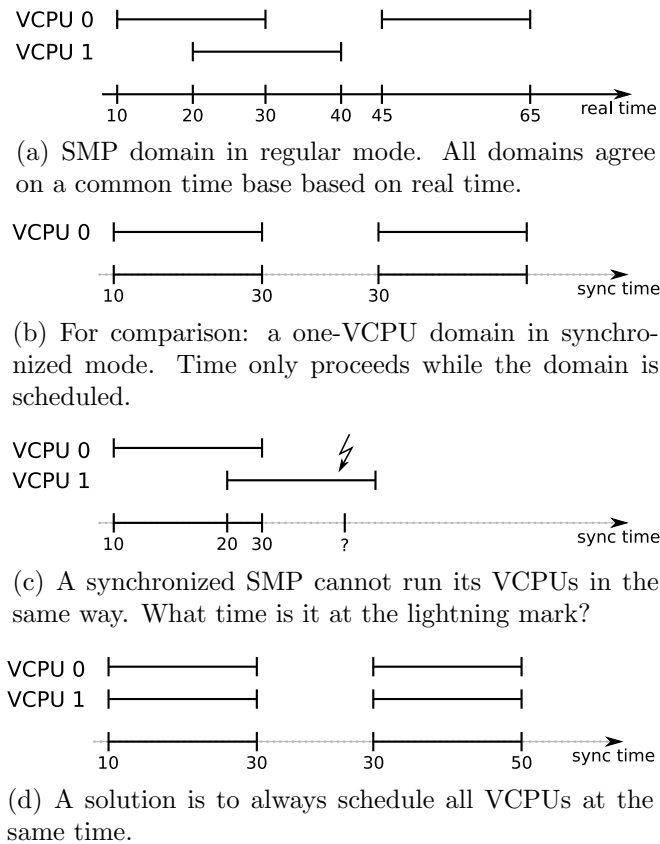 VCPU 0
VCPU 1
10 20 30 40 45 65 real time
(a) SMP domain in regular mode. All domains agree
on a common time base based on real time.
VCPU 0
10 30 30 sync time
(b) For comparison: a one-VCPU domain in synchro-
nized mode. Time only proceeds while the domain is
scheduled.
VCPU 0
VCPU 1
10 20 30 ? sync time
(c) A synchronized SMP cannot run its VCPUs in the
same way. What time is it at the lightning mark?
VCPU 0
VCPU 1
10 30 30 50 sync time
(d) A solution is to always schedule all VCPUs at the
same time.